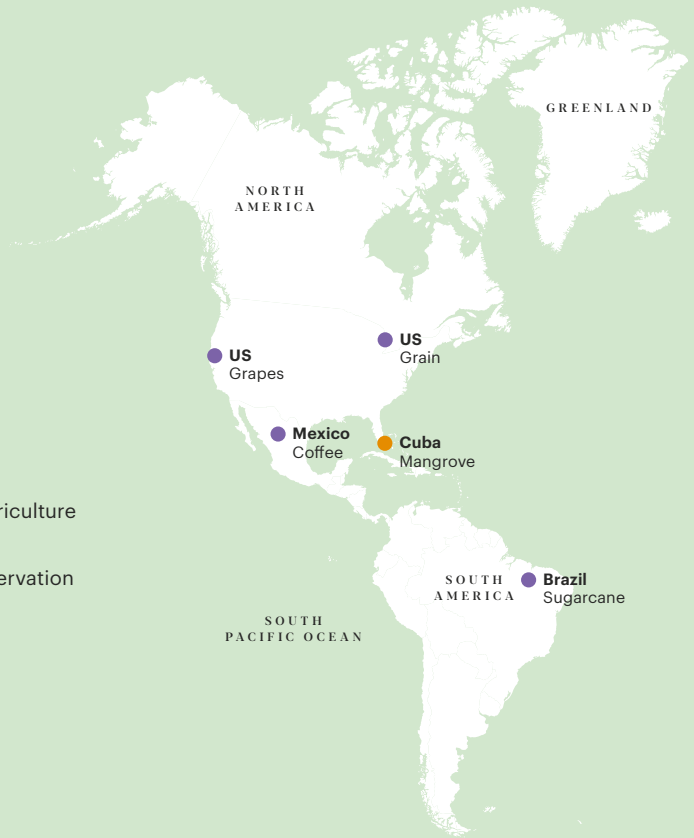 GREENLAND
NORTH
AMERICA
US
Grain
US
Grapes
Mexico
Coffee
Cuba
Mangrove
riculture
ervation
SOUTH
AMERICA
Brazil
Sugarcane
SOUTH
PACIFIC OCEAN